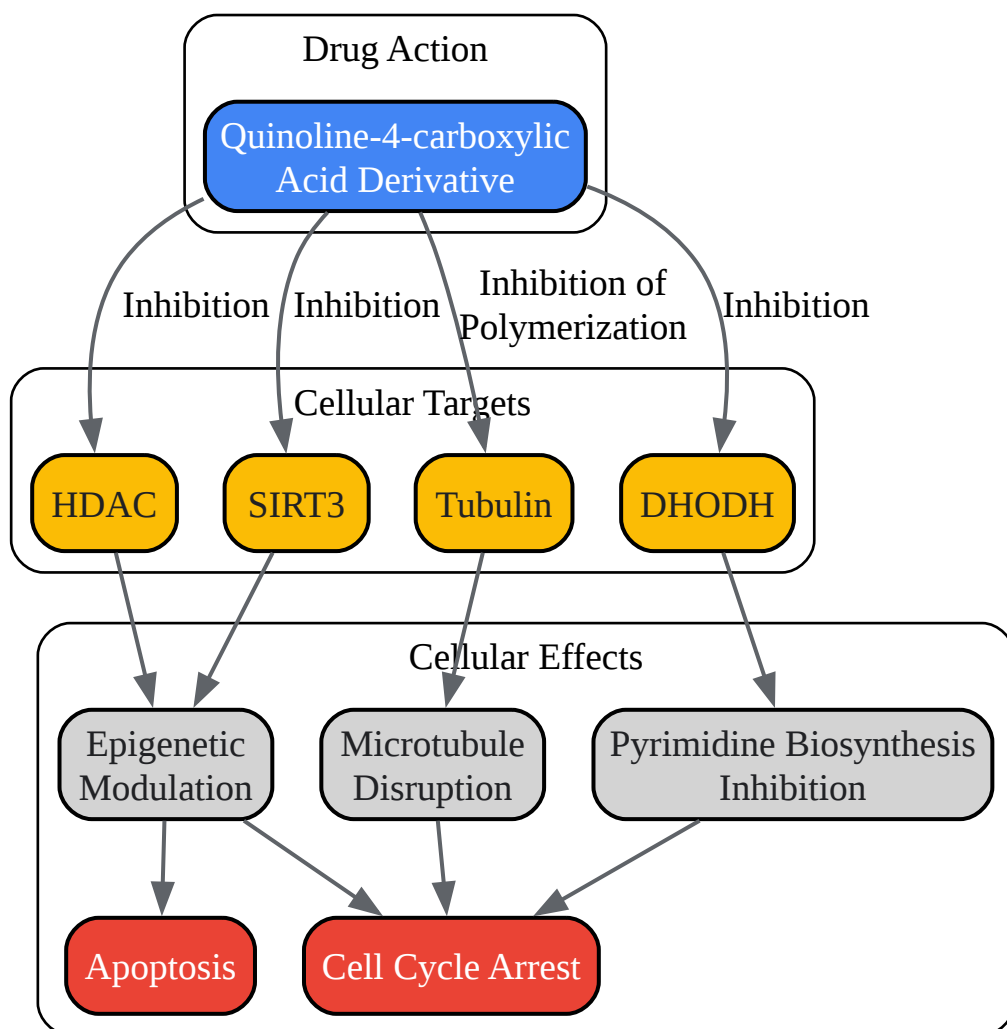 Drug Action
Quinoline-4-carboxylic
Acid Derivative
Inhibition
Inhibition
Inhibition of
Polymerization
Inhibition
Cellular Targets
HDAC
SIRT3
Tubulin
DHODH
Cellular Effects
Epigenetic
Modulation
Microtubule
Disruption
Pyrimidine Biosynthesis
Inhibition
Apoptosis
Cell Cycle Arrest